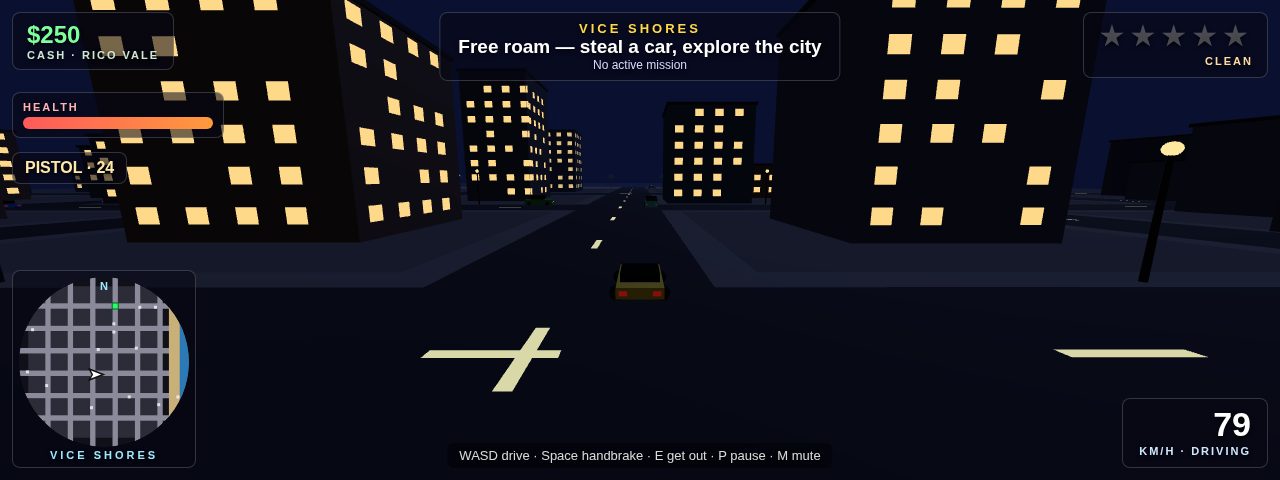 $250
CASH · RICO VALE
VICE SHORES
Free roam — steal a car, explore the city
No active mission
★★★★★
CLEAN
HEALTH
PISTOL · 24
N
VICE SHORES
79
KM/H · DRIVING
WASD drive · Space handbrake · E get out · P pause · M mute